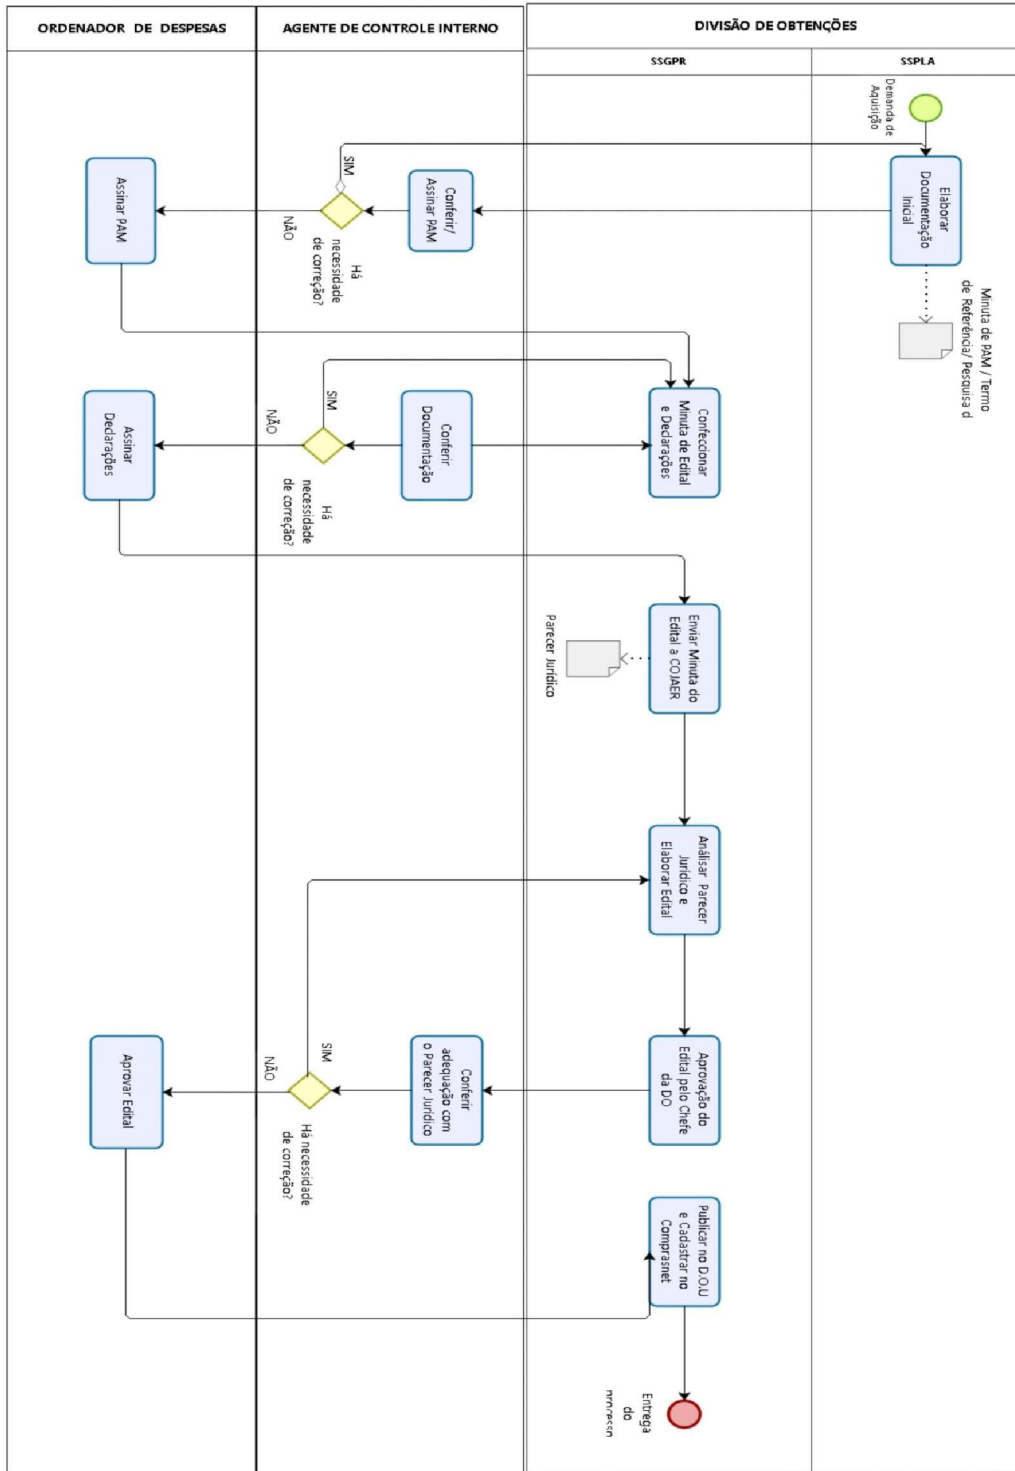 ORDENADOR DE DESPESAS
AGENTE DE CONTROLE INTERNO
DIVISÃO DE OBTENÇÕES
SSGPR
SSPLA
Demanda de
Aquisição
Elaborar
Documentação
Inicial
Minuta de PAM / Termo
de Referência/ Pesquisa d
Conferir/
Assinar PAM
SIM
Há
necessidade
de correção?
NÃO
Assinar PAM
Confeccionar
Minuta de Edital
e Declarações
Conferir
Documentação
SIM
Há
necessidade
de correção?
NÃO
Assinar
Declarações
Enviar Minuta do
Edital a COJAER
Parecer Jurídico
Análisar Parecer
Jurídico e
Elaborar Edital
Aprovação do
Edital pelo Chefe
da DO
Conferir
adequação com
o Parecer Jurídico
SIM
Há necessidade
de correção?
NÃO
Aprovar Edital
Publicar no D.O.U
e Cadastrar no
Comprasnet
Entrega
do
processo